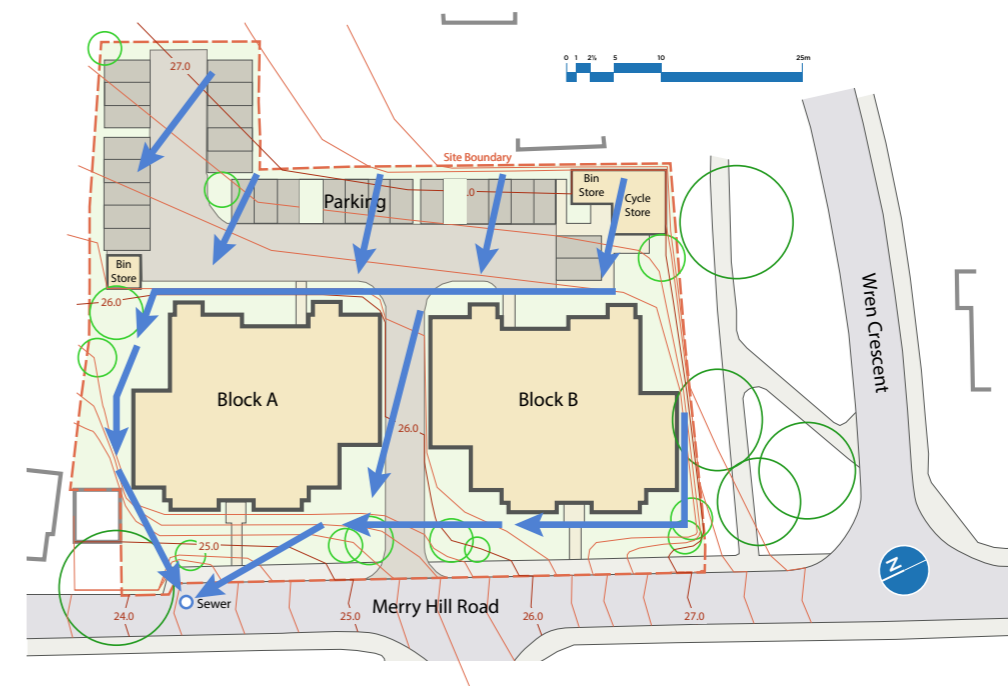 0 1 2½ 5 10 25m
27.0
Site Boundary
Bin
Store
Parking
.0
Cycle
Store
Bin
Store
26.0
Wren Crescent
Block A
Block B
26.0
25.0
N
Sewer
Merry Hill Road
24.0
25.0
26.0
27.0